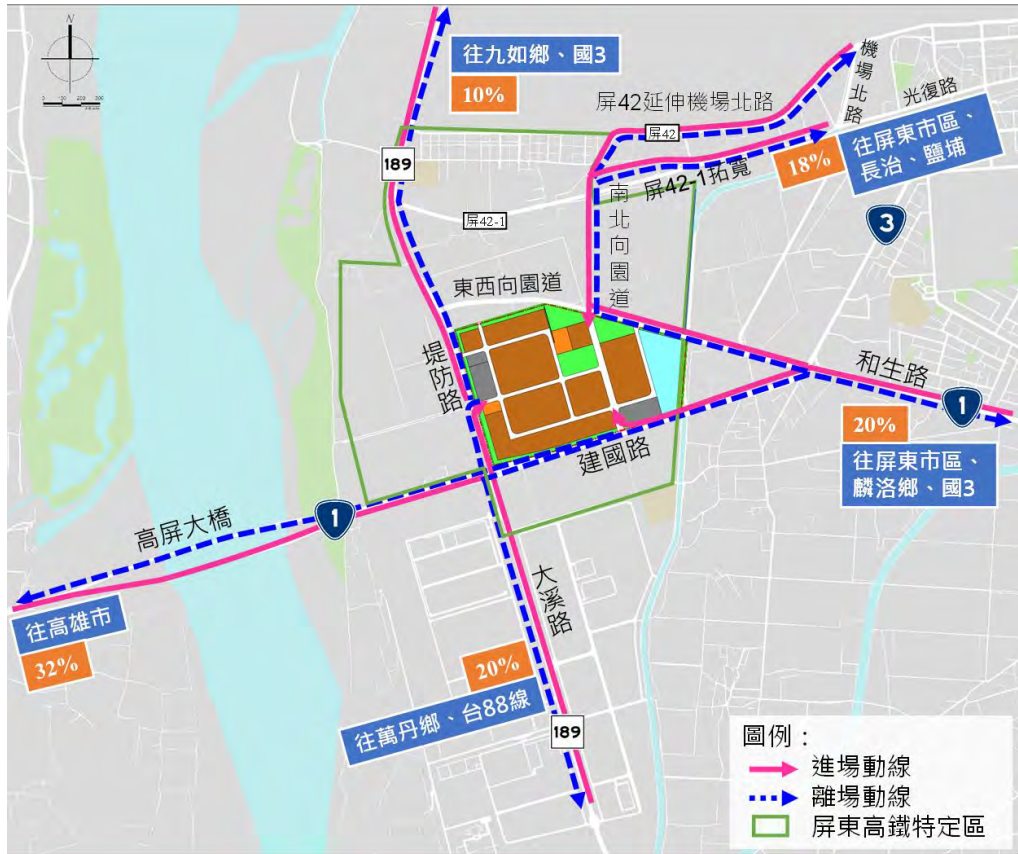 N
往九如鄉、國3
10%
屏42延伸機場北路
機場北路
光復路
屏42
189
往屏東市區、
長治、鹽埔
18%
屏42-1拓寬
屏42-1
南北向園道
3
東西向園道
堤防路
和生路
1
20%
往屏東市區、
麟洛鄉、國3
建國路
1
高屏大橋
大溪路
往高雄市
32%
20%
往萬丹鄉、台88線
189
圖例：
進場動線
離場動線
屏東高鐵特定區